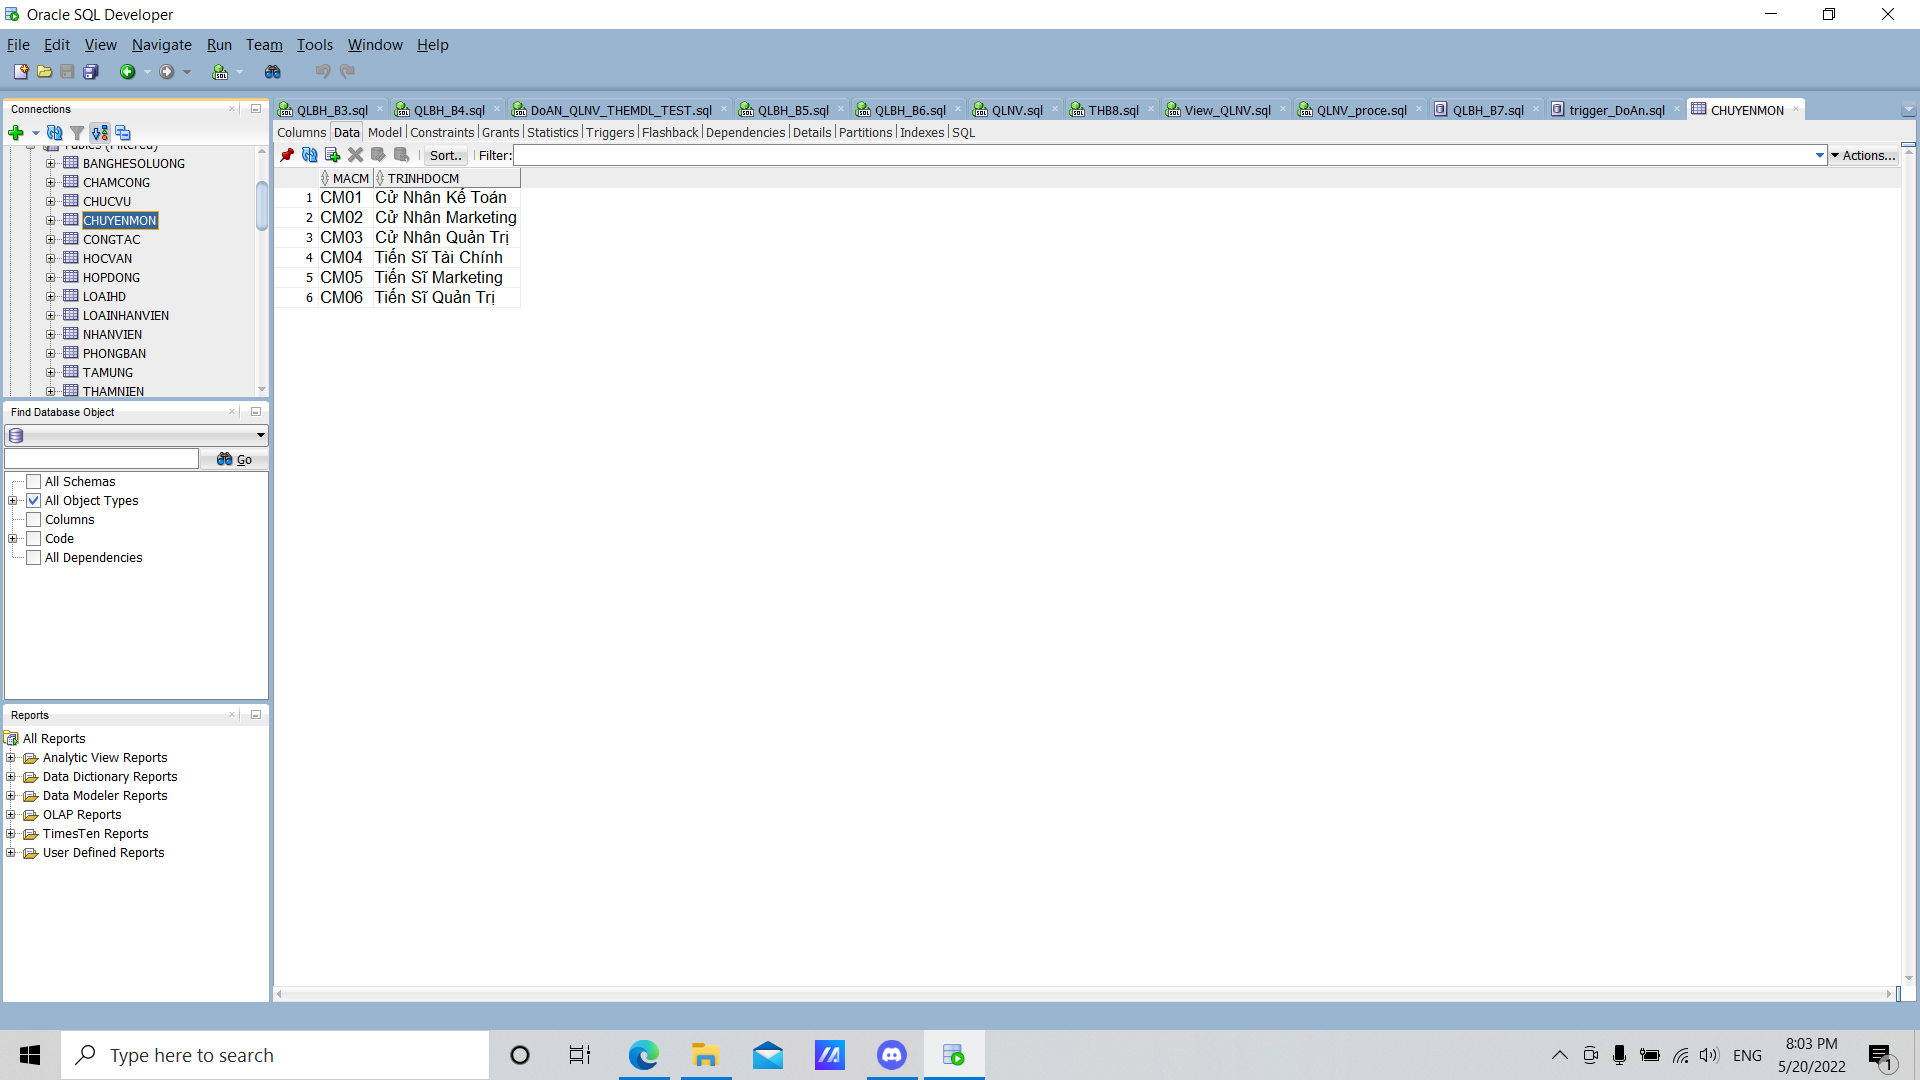 Oracle SQL Developer
File Edit View Navigate Run Team Tools Window Help
Connections
Tables (Filtered)
BANGHESOLUONG
CHAMCONG
CHUCVU
CHUYENMON
CONGTAC
HOCVAN
HOPDONG
LOAIHD
LOAINHANVIEN
NHANVIEN
PHONGBAN
TAMUNG
THAMNIEN
Find Database Object
Go
All Schemas
All Object Types
Columns
Code
All Dependencies
Reports
All Reports
Analytic View Reports
Data Dictionary Reports
Data Modeler Reports
OLAP Reports
TimesTen Reports
User Defined Reports
QLBH_B3.sql QLBH_B4.sql DoAN_QLNV_THEMDL_TEST.sql QLBH_B5.sql QLBH_B6.sql QLNV.sql THB8.sql View_QLNV.sql QLNV_proce.sql QLBH_B7.sql trigger_DoAn.sql CHUYENMON
Columns Data Model Constraints Grants Statistics Triggers Flashback Dependencies Details Partitions Indexes SQL
Sort.. Filter: Actions...
MACM TRINHDOCM
1 CM01 Cử Nhân Kế Toán
2 CM02 Cử Nhân Marketing
3 CM03 Cử Nhân Quản Trị
4 CM04 Tiến Sĩ Tài Chính
5 CM05 Tiến Sĩ Marketing
6 CM06 Tiến Sĩ Quản Trị
Type here to search
ENG
8:03 PM
5/20/2022
1